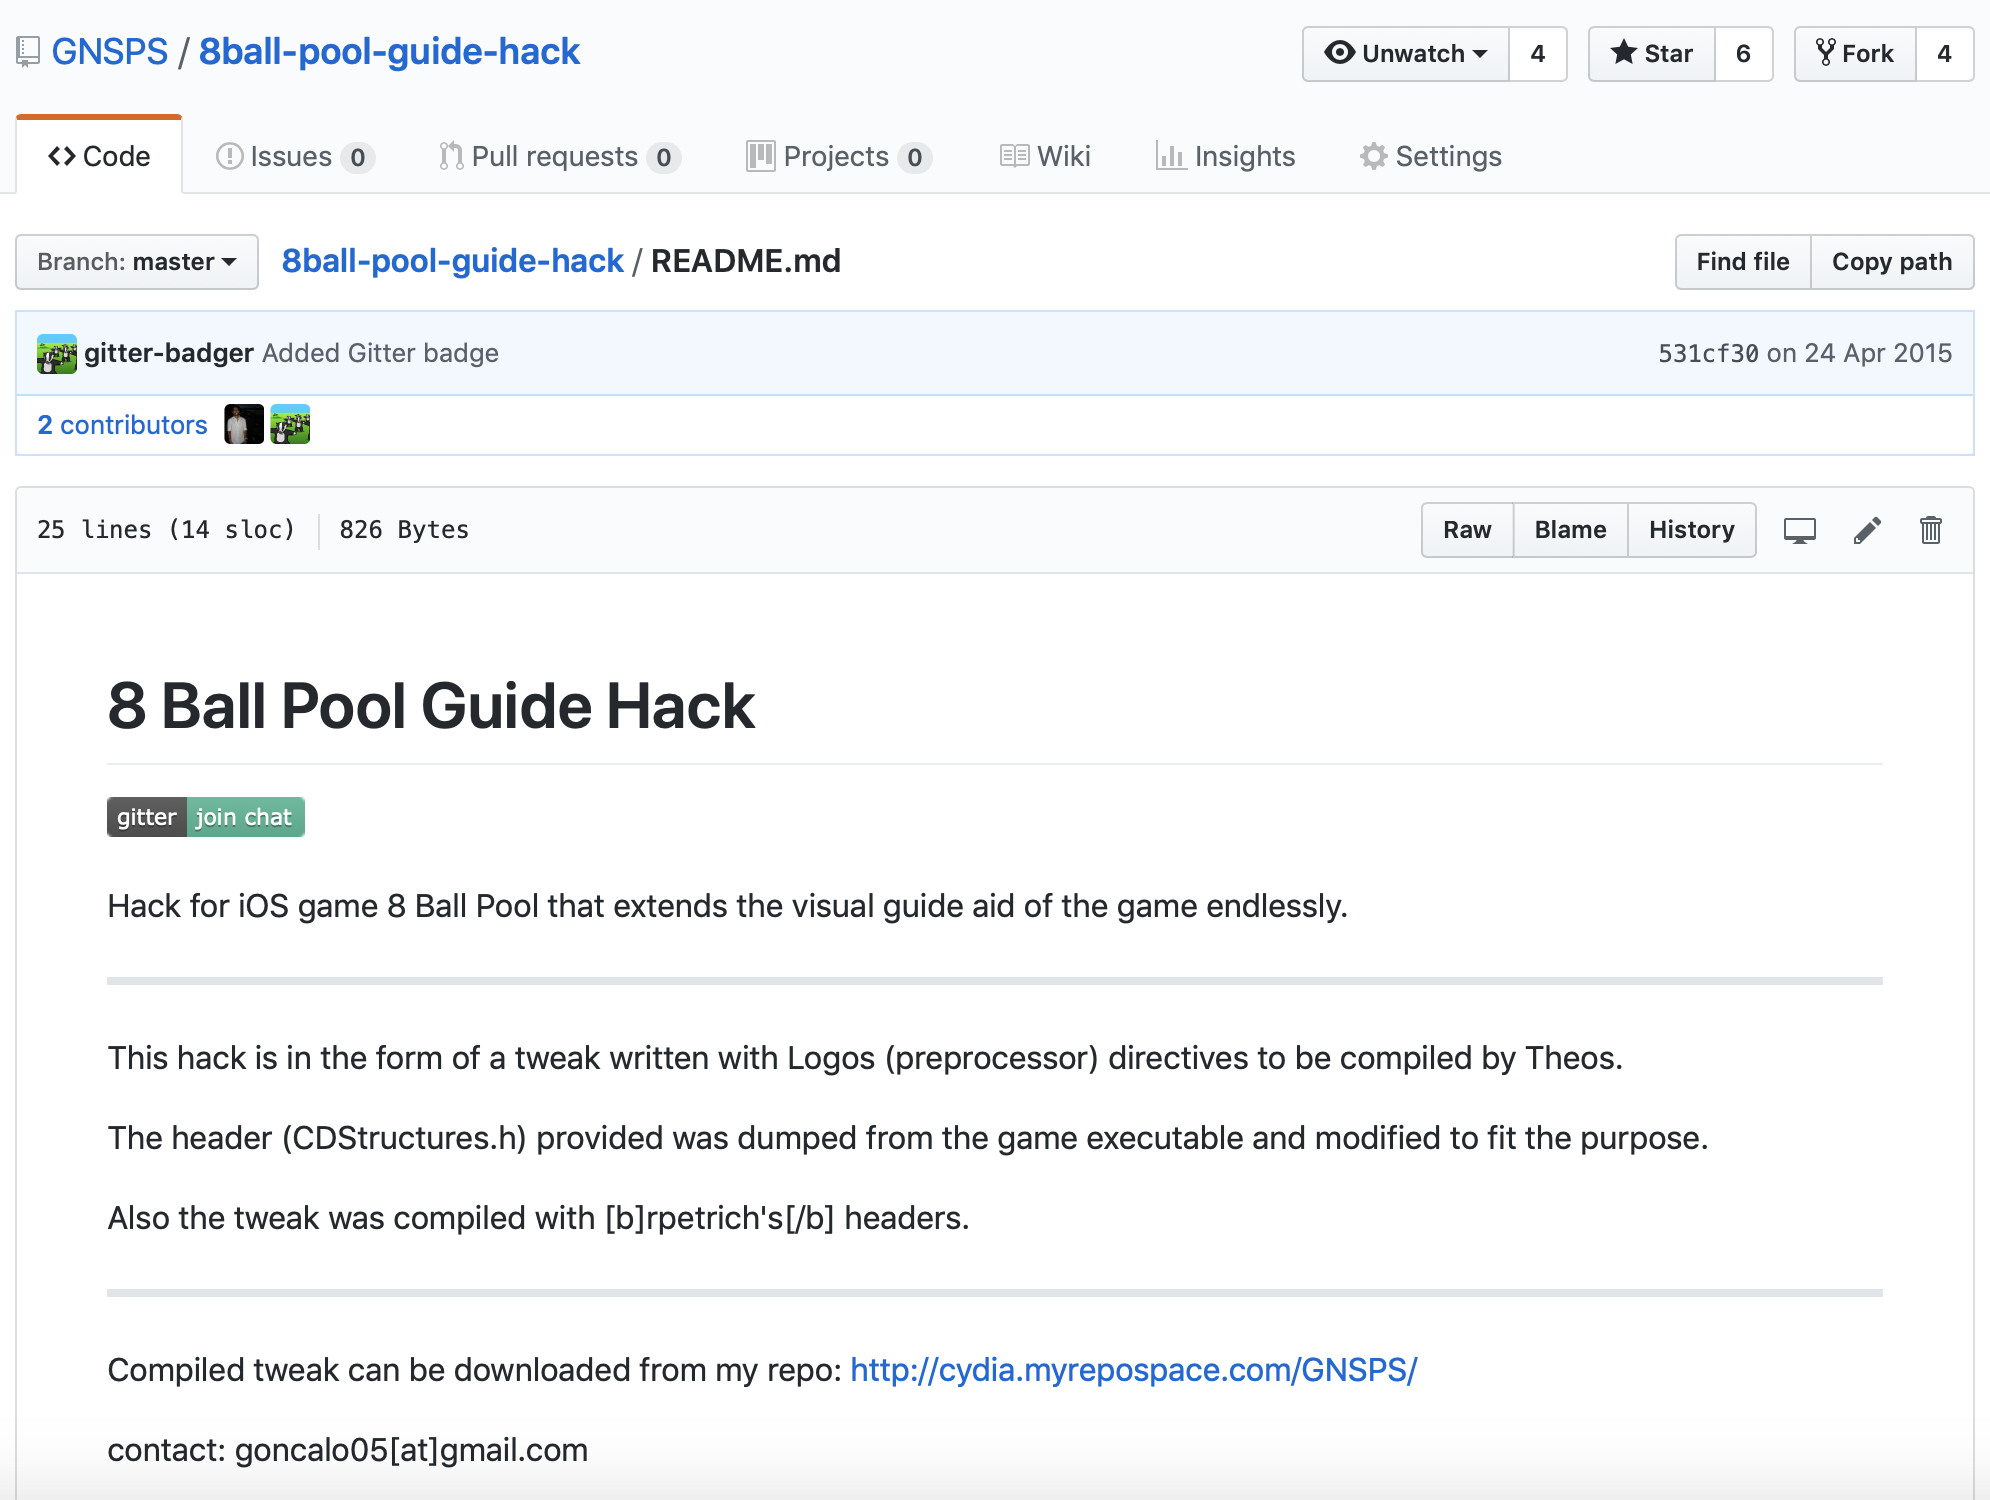 GNSPS / 8ball-pool-guide-hack Unwatch 4 Star 6 Fork 4
Code Issues 0 Pull requests 0 Projects 0 Wiki Insights Settings
Branch: master 8ball-pool-guide-hack / README.md Find file Copy path
gitter-badger Added Gitter badge 531cf30 on 24 Apr 2015
2 contributors
25 lines (14 sloc) 826 Bytes Raw Blame History
8 Ball Pool Guide Hack
gitter join chat
Hack for iOS game 8 Ball Pool that extends the visual guide aid of the game endlessly.
This hack is in the form of a tweak written with Logos (preprocessor) directives to be compiled by Theos.
The header (CDStructures.h) provided was dumped from the game executable and modified to fit the purpose.
Also the tweak was compiled with [b]rpetrich's[/b] headers.
Compiled tweak can be downloaded from my repo: http://cydia.myrepospace.com/GNSPS/
contact: goncalo05[at]gmail.com